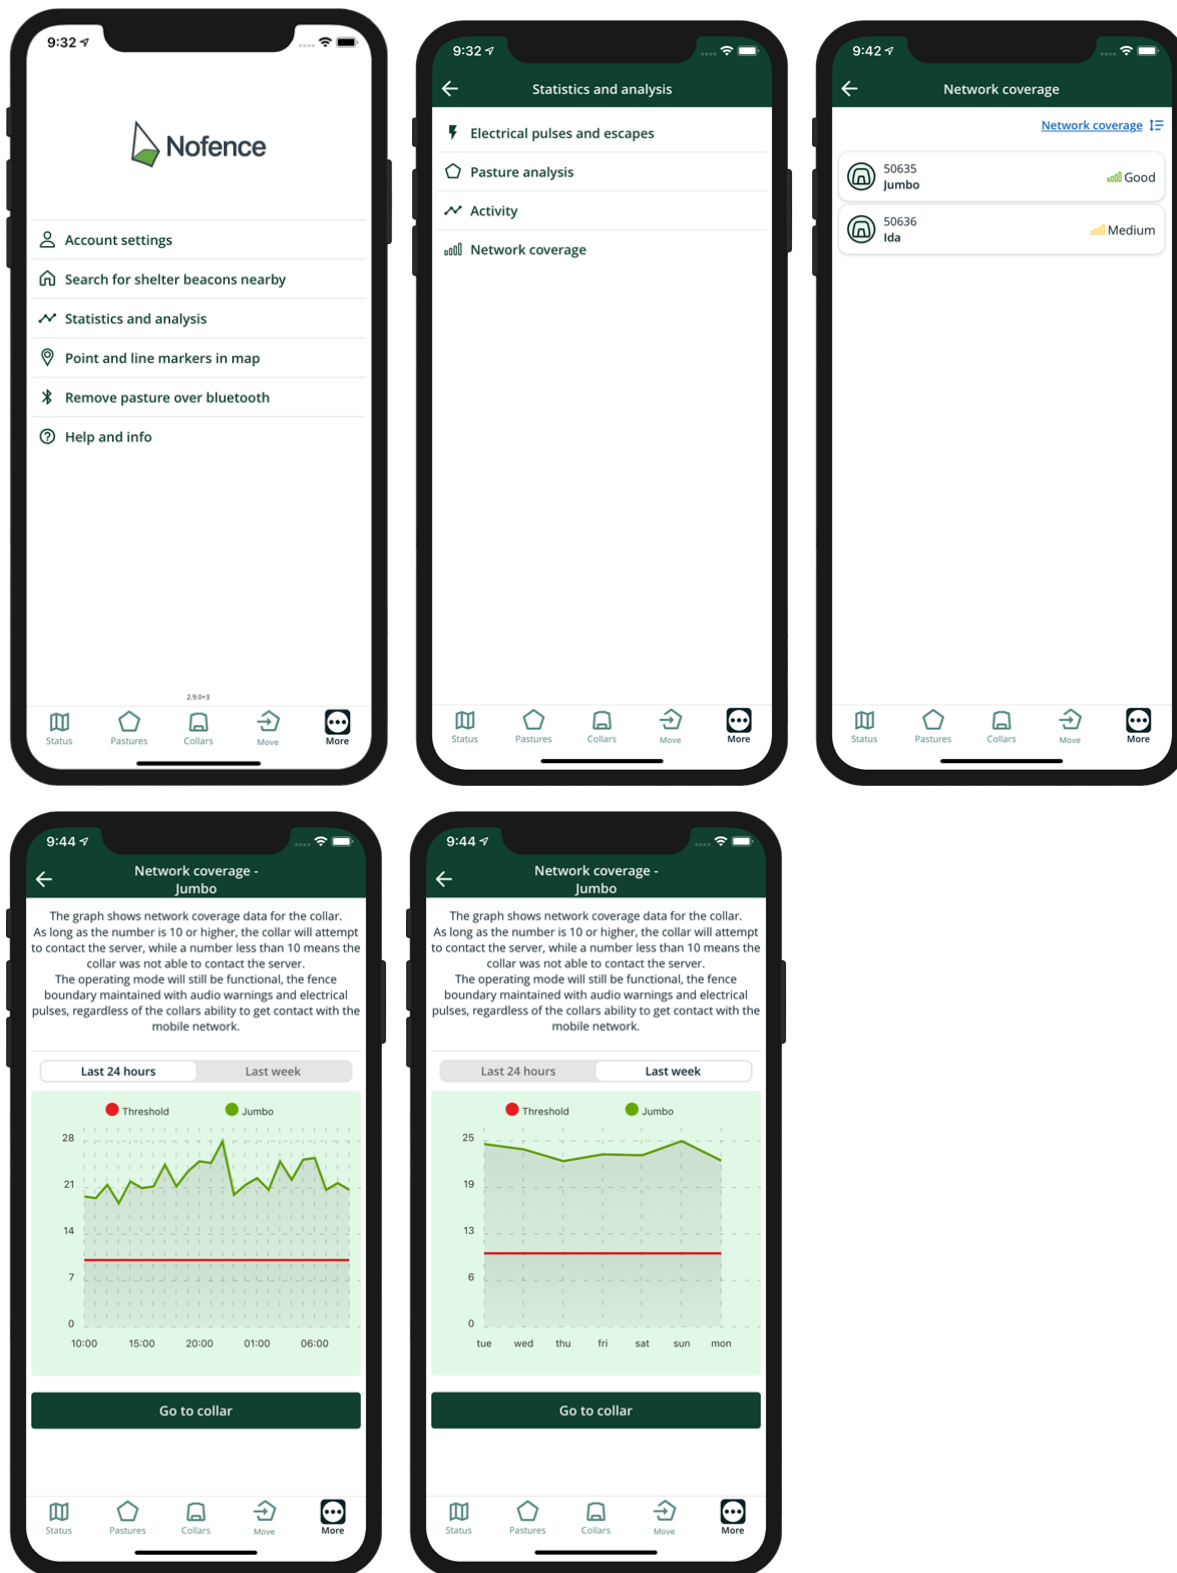 9:32
Nofence
Account settings
Search for shelter beacons nearby
Statistics and analysis
Point and line markers in map
Remove pasture over bluetooth
Help and info
2.9.0+3
Status
Pastures
Collars
Move
More
9:32
Statistics and analysis
Electrical pulses and escapes
Pasture analysis
Activity
Network coverage
Status
Pastures
Collars
Move
More
9:42
Network coverage
Network coverage
50635
Jumbo
Good
50636
Ida
Medium
Status
Pastures
Collars
Move
More
9:44
Network coverage -
Jumbo
The graph shows network coverage data for the collar.
As long as the number is 10 or higher, the collar will attempt
to contact the server, while a number less than 10 means the
collar was not able to contact the server.
The operating mode will still be functional, the fence
boundary maintained with audio warnings and electrical
pulses, regardless of the collars ability to get contact with the
mobile network.
Last 24 hours
Last week
Threshold
Jumbo
28
21
14
7
0
10:00
15:00
20:00
01:00
06:00
Go to collar
Status
Pastures
Collars
Move
More
9:44
Network coverage -
Jumbo
The graph shows network coverage data for the collar.
As long as the number is 10 or higher, the collar will attempt
to contact the server, while a number less than 10 means the
collar was not able to contact the server.
The operating mode will still be functional, the fence
boundary maintained with audio warnings and electrical
pulses, regardless of the collars ability to get contact with the
mobile network.
Last 24 hours
Last week
Threshold
Jumbo
25
19
13
6
0
tue
wed
thu
fri
sat
sun
mon
Go to collar
Status
Pastures
Collars
Move
More